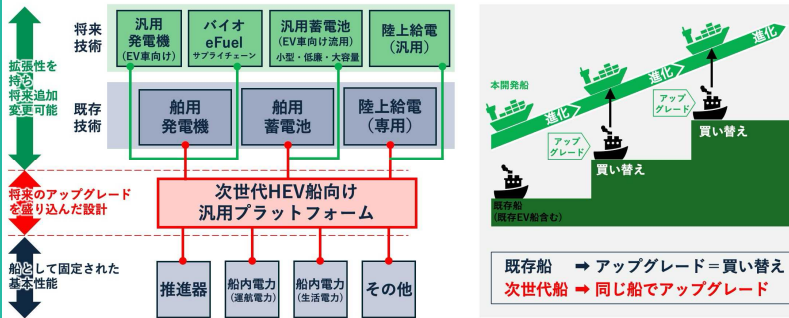 将来
技術
汎用
発電機
(EV車向け)
バイオ
eFuel
サプライチェーン
汎用蓄電池
(EV車向け流用)
小型・低廉・大容量
陸上給電
(汎用)
拡張性を
持ち
将来追加
変更可能
既存
技術
舶用
発電機
舶用
蓄電池
陸上給電
(専用)
将来のアップグレード
を盛り込んだ設計
次世代HEV船向け
汎用プラットフォーム
船として固定された
基本性能
推進器
船内電力
(運航電力)
船内電力
(生活電力)
その他
本開発船
進化
進化
進化
アップ
グレード
アップ
グレード
買い替え
買い替え
既存船
(既存EV船含む)
既存船 ➡ アップグレード=買い替え
次世代船 ➡ 同じ船でアップグレード